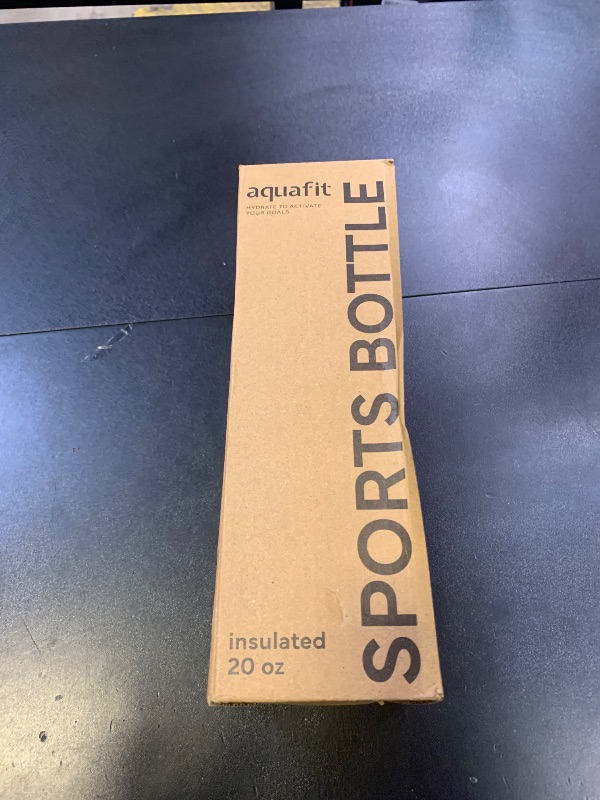 aquafit
HYDRATE TO ACTIVATE
YOUR GOALS
SPORTS BOTTLE
insulated
20 oz